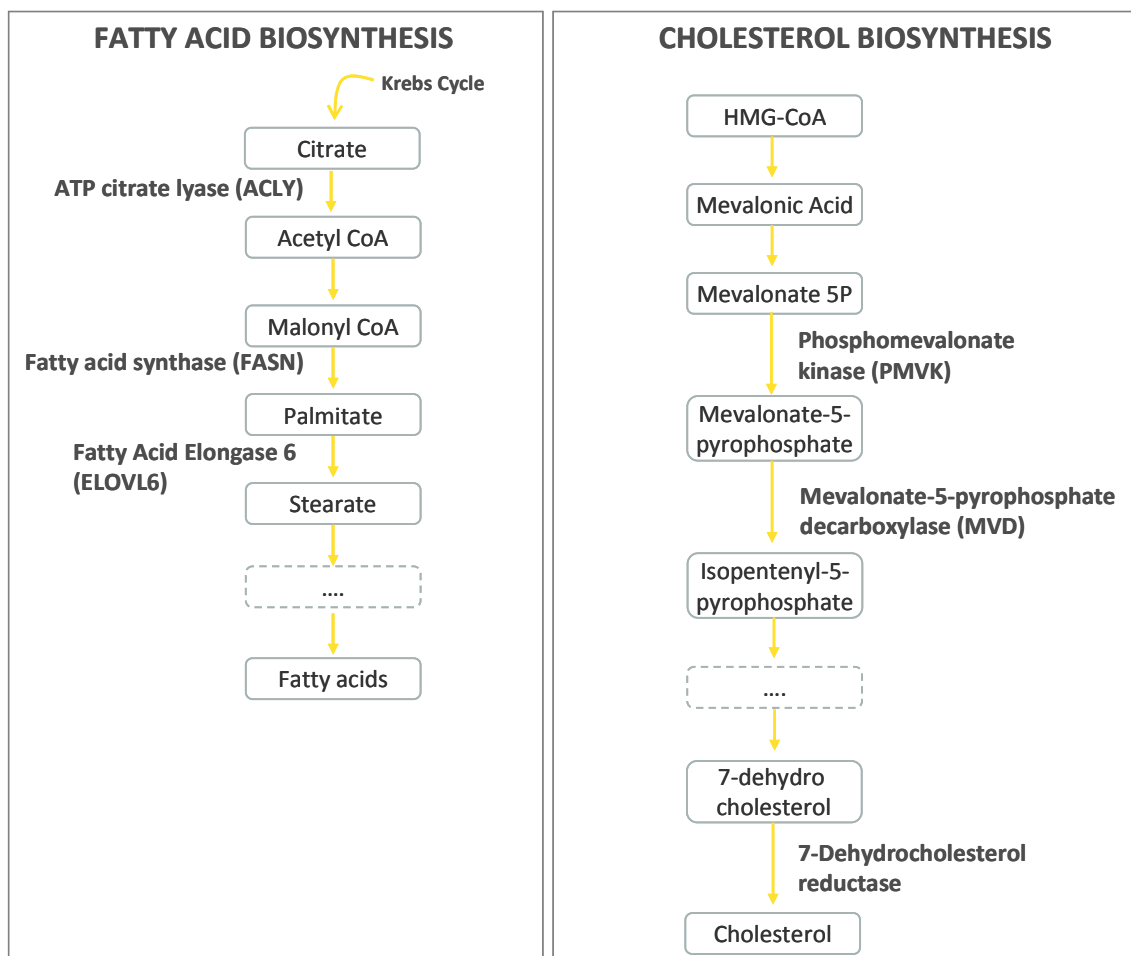 FATTY ACID BIOSYNTHESIS
Krebs Cycle
Citrate
ATP citrate lyase (ACLY)
Acetyl CoA
Malonyl CoA
Fatty acid synthase (FASN)
Palmitate
Fatty Acid Elongase 6
(ELOVL6)
Stearate
....
Fatty acids
CHOLESTEROL BIOSYNTHESIS
HMG-CoA
Mevalonic Acid
Mevalonate 5P
Phosphomevalonate
kinase (PMVK)
Mevalonate-5-
pyrophosphate
Mevalonate-5-pyrophosphate
decarboxylase (MVD)
Isopentenyl-5-
pyrophosphate
....
7-dehydro
cholesterol
7-Dehydrocholesterol
reductase
Cholesterol